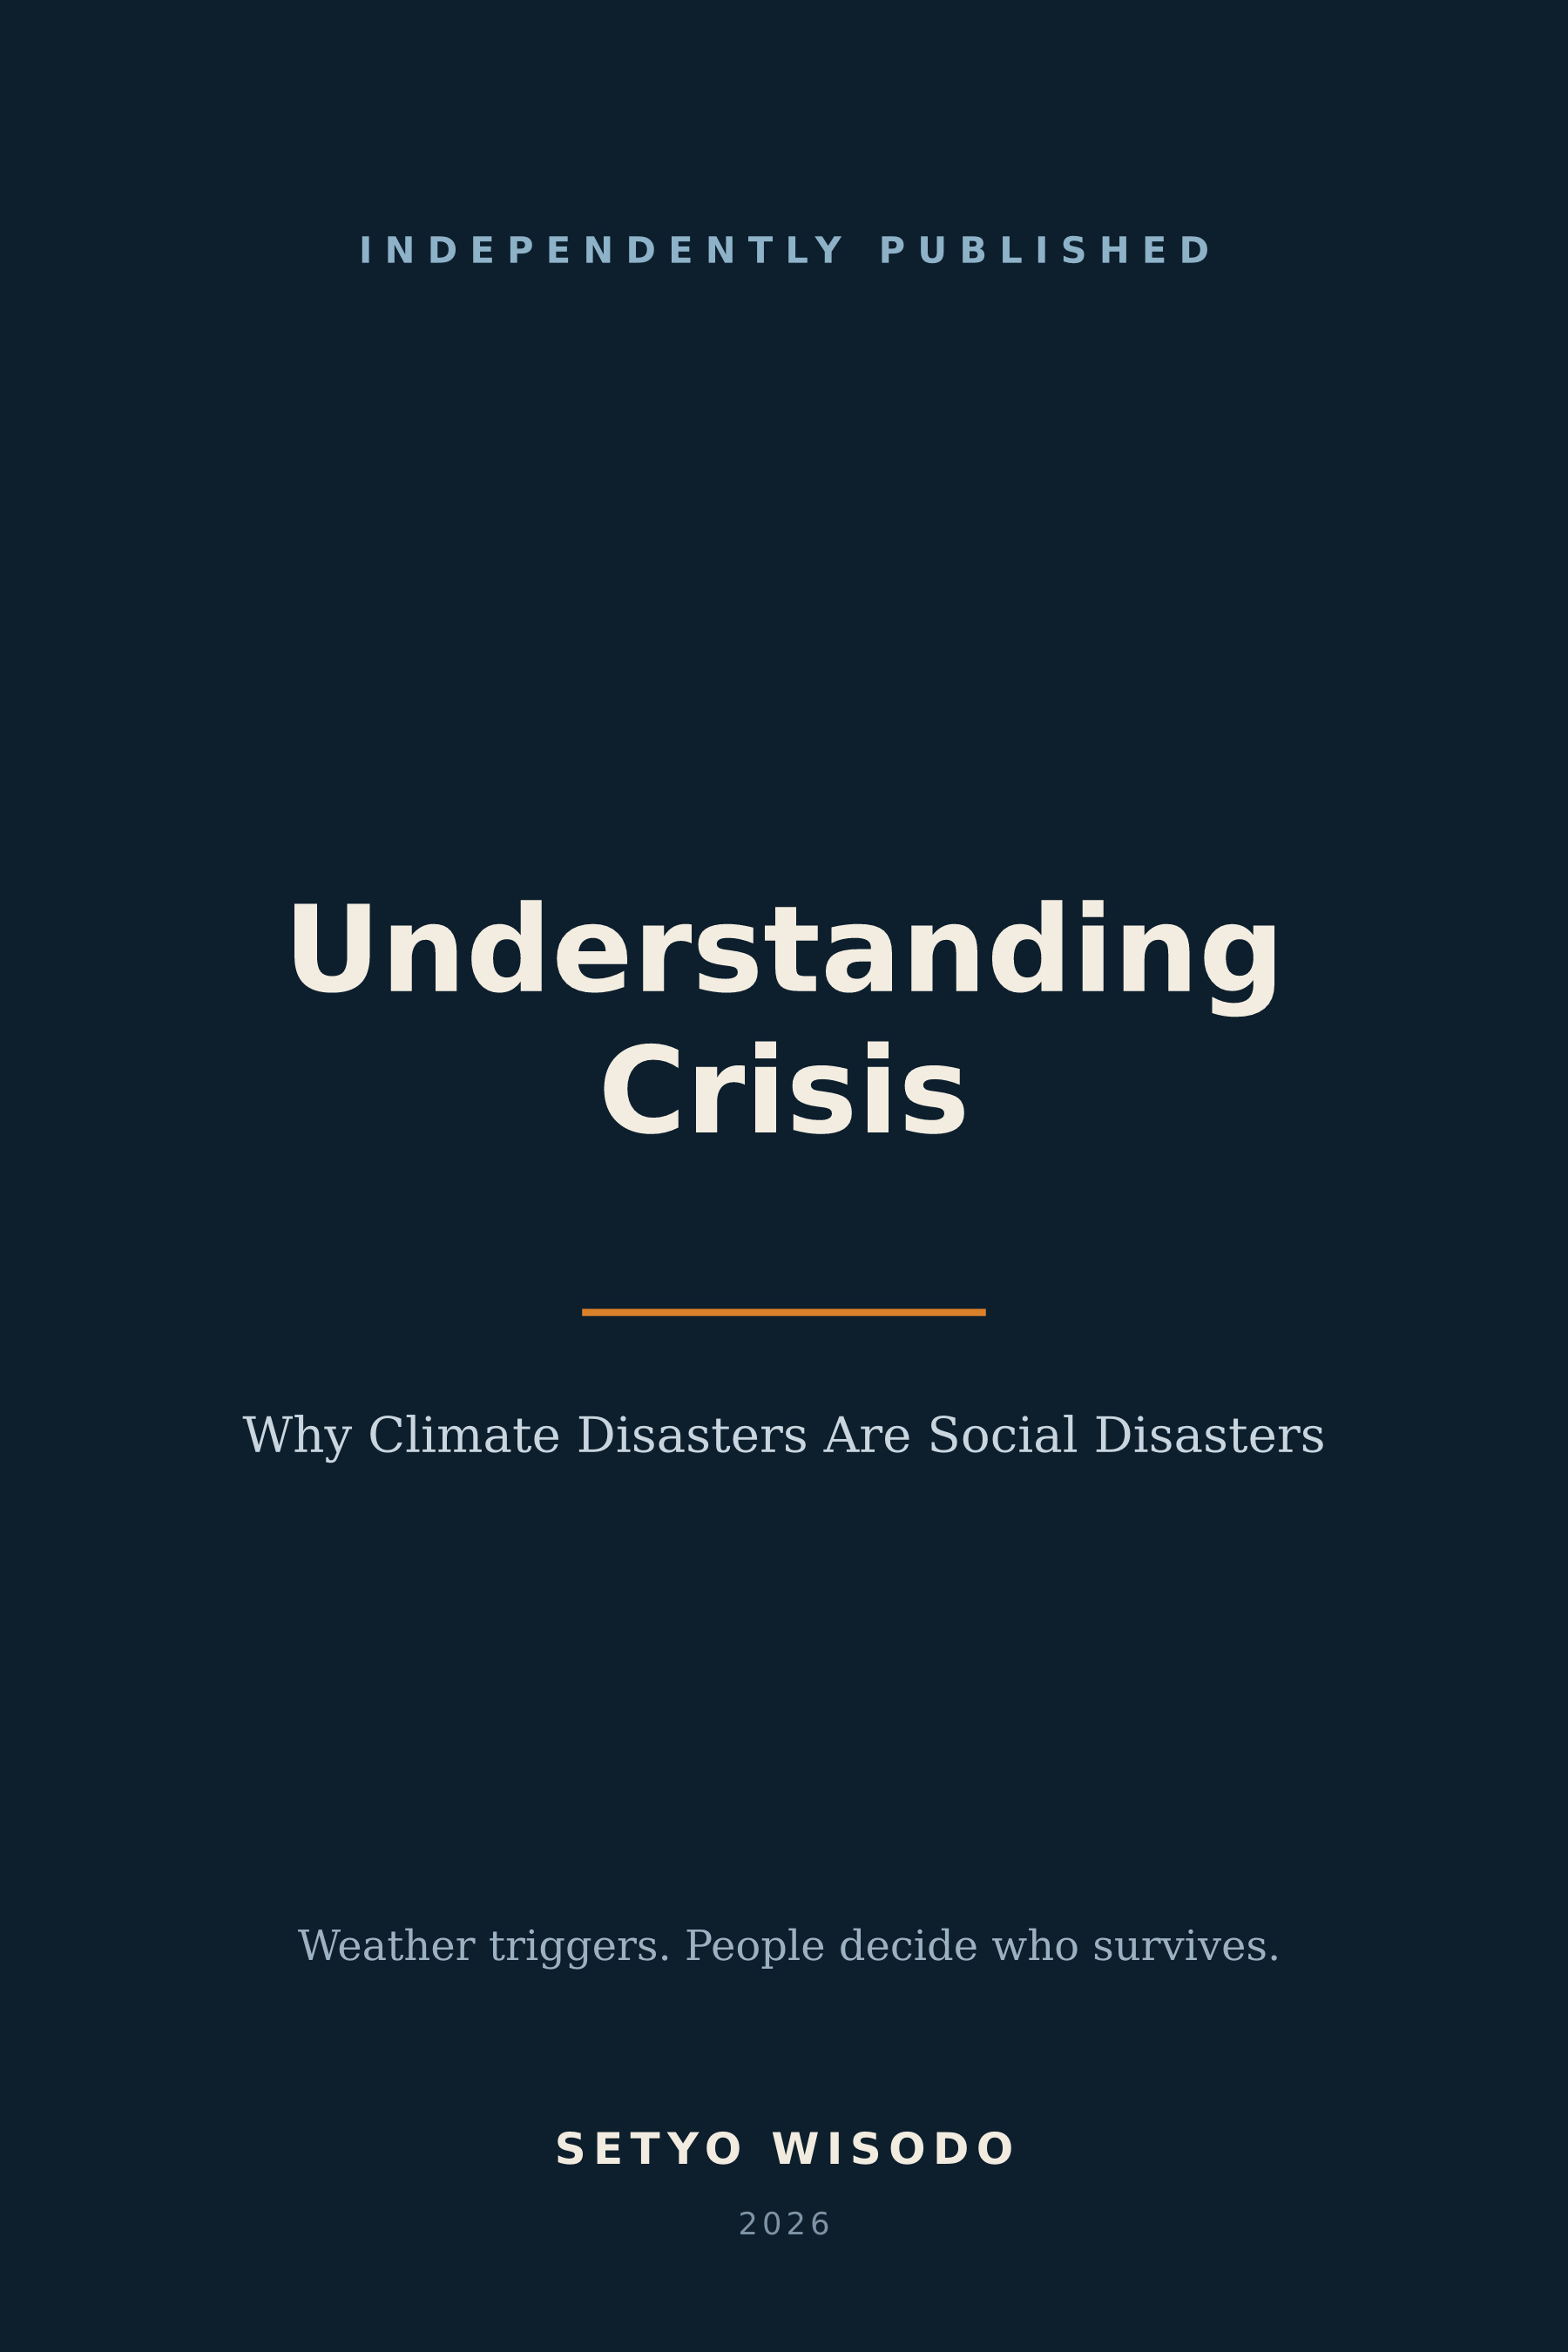 INDEPENDENTLY PUBLISHED
Understanding
Crisis
Why Climate Disasters Are Social Disasters
Weather triggers. People decide who survives.
SETYO WISODO
2026